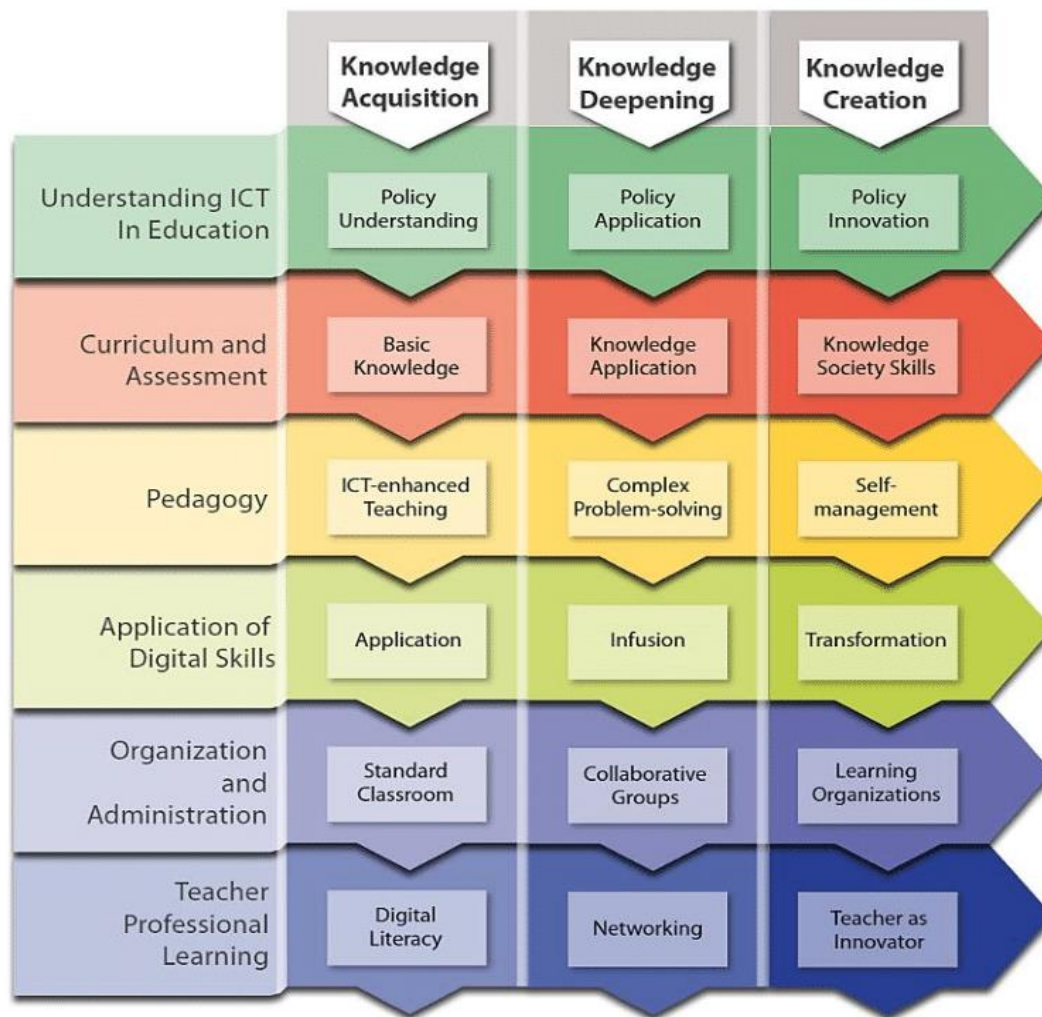 Knowledge
Acquisition
Knowledge
Deepening
Knowledge
Creation
Understanding ICT
In Education
Policy
Understanding
Policy
Application
Policy
Innovation
Curriculum and
Assessment
Basic
Knowledge
Knowledge
Application
Knowledge
Society Skills
Pedagogy
ICT-enhanced
Teaching
Complex
Problem-solving
Self-
management
Application of
Digital Skills
Application
Infusion
Transformation
Organization
and
Administration
Standard
Classroom
Collaborative
Groups
Learning
Organizations
Teacher
Professional
Learning
Digital
Literacy
Networking
Teacher as
Innovator